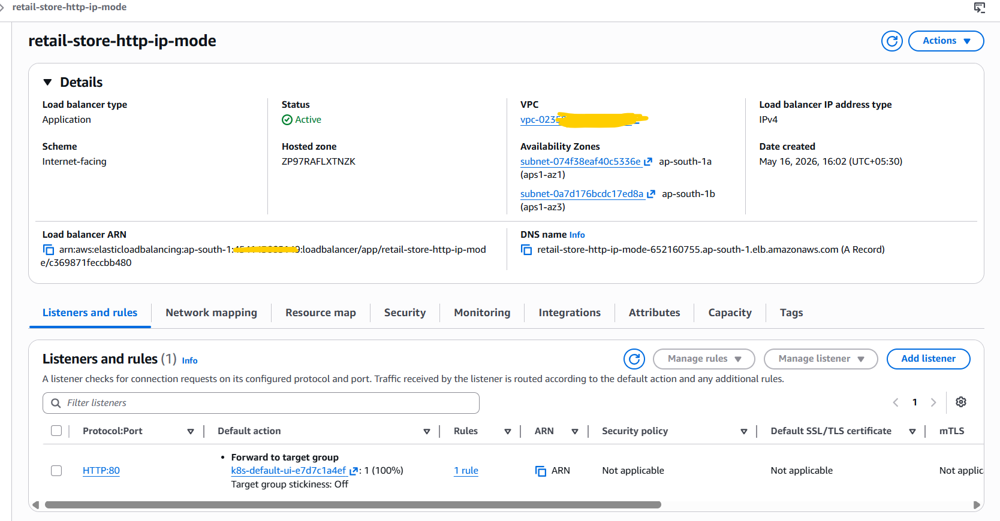 retail-store-http-ip-mode
retail-store-http-ip-mode
Actions
Details
Load balancer type
Application
Status
Active
VPC
vpc-023
Load balancer IP address type
IPv4
Scheme
Internet-facing
Hosted zone
ZP97RAFLXTNZK
Availability Zones
subnet-074f38eaf40c5336e ap-south-1a
(aps1-az1)
subnet-0a7d176bcdc17ed8a ap-south-1b
(aps1-az3)
Date created
May 16, 2026, 16:02 (UTC+05:30)
Load balancer ARN
arn:aws:elasticloadbalancing:ap-south-1: :loadbalancer/app/retail-store-http-ip-mod
e/c369871feccbb480
DNS name Info
retail-store-http-ip-mode-652160755.ap-south-1.elb.amazonaws.com (A Record)
Listeners and rules Network mapping Resource map Security Monitoring Integrations Attributes Capacity Tags
Listeners and rules (1) Info
Manage rules Manage listener Add listener
A listener checks for connection requests on its configured protocol and port. Traffic received by the listener is routed according to the default action and any additional rules.
Filter listeners
1
Protocol:Port Default action Rules ARN Security policy Default SSL/TLS certificate mTLS
HTTP:80
• Forward to target group
k8s-default-ui-e7d7c1a4ef : 1 (100%)
Target group stickiness: Off
1 rule
ARN
Not applicable
Not applicable
Not applic